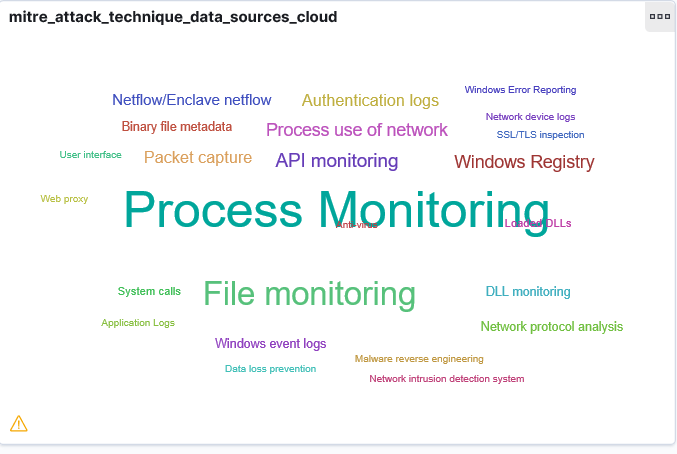 mitre_attack_technique_data_sources_cloud
Windows Error Reporting
Netflow/Enclave netflow
Authentication logs
Network device logs
Binary file metadata
Process use of network
SSL/TLS inspection
User interface
Packet capture
API monitoring
Windows Registry
Web proxy
Process Monitoring
Anti-virus
Loaded DLLs
System calls
File monitoring
DLL monitoring
Application Logs
Network protocol analysis
Windows event logs
Malware reverse engineering
Data loss prevention
Network intrusion detection system